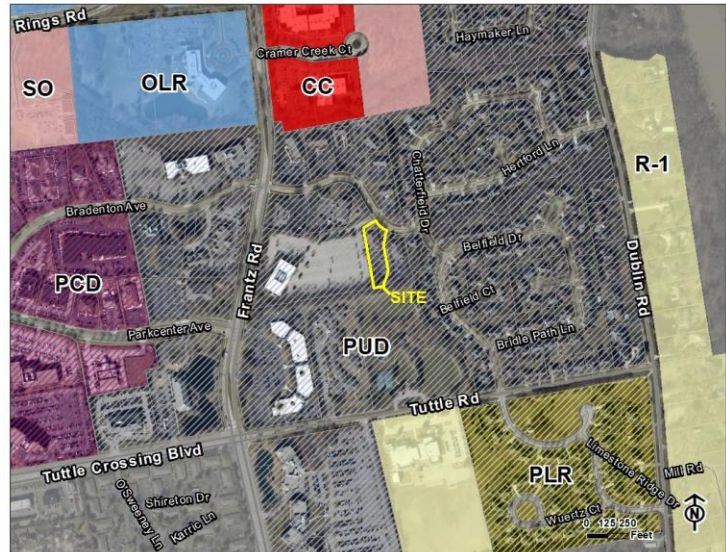 Rings Rd
Haymaker Ln
Cramer Creek Ct
SO
OLR
CC
Chatterfield Dr
Hertford Ln
R-1
Bradenton Ave
Belfield Dr
Frantz Rd
Dublin Rd
PCD
SITE
Belfield Ct
Parkcenter Ave
PUD
Bridle Path Ln
Tuttle Rd
Tuttle Crossing Blvd
PLR
Limestone Ridge Dr
Mill Rd
O'Sweeney Ln
Shireton Dr
Karric Ln
Wuertz Ct
0 125 250
Feet
N